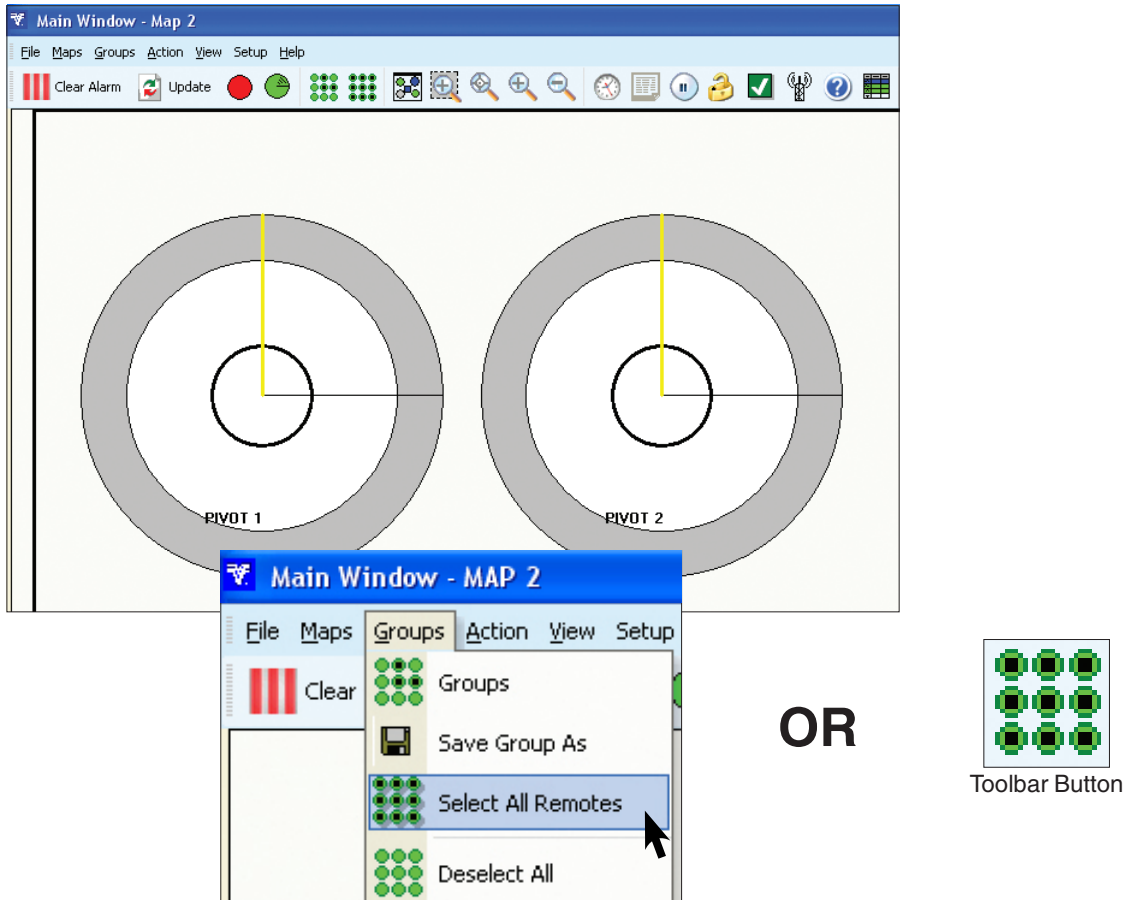 Main Window - Map 2
File Maps Groups Action View Setup Help
Clear Alarm Update
PIVOT 1 PIVOT 2
Main Window - MAP 2
File Maps Groups Action View Setup
Clear
Groups
Save Group As
Select All Remotes
Deselect All
OR
Toolbar Button